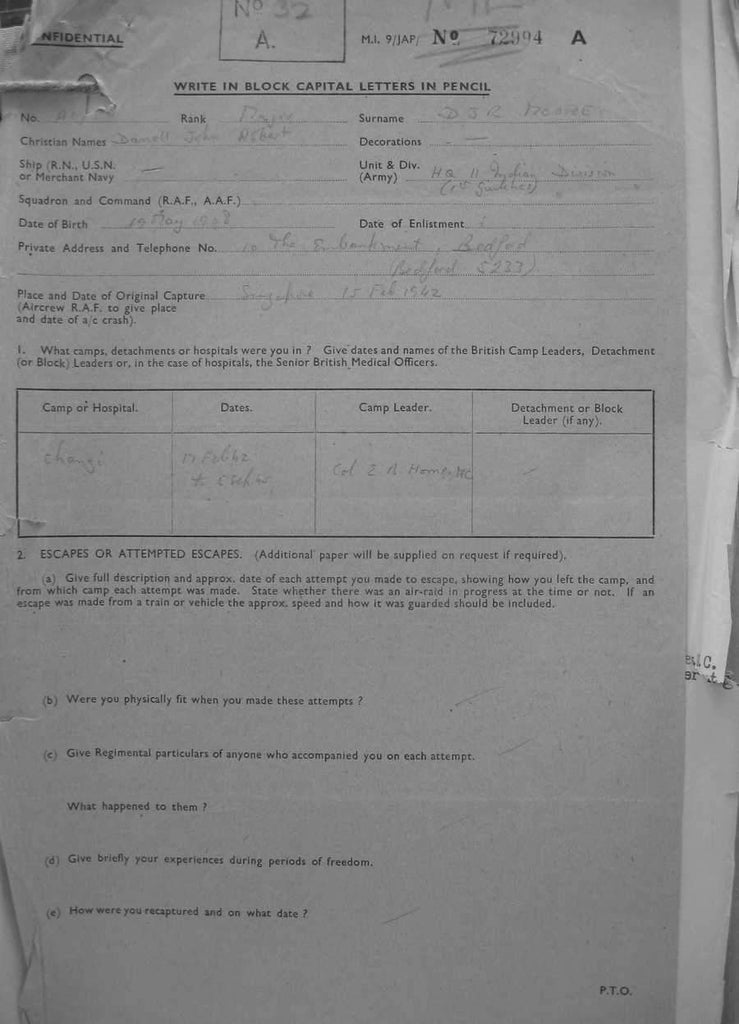 NFIDENTIAL
No 32
A.
M.I. 9/JAP/ No 72994 A
WRITE IN BLOCK CAPITAL LETTERS IN PENCIL
No. Rank Major Surname D J R MOORE
Christian Names John Robert Decorations —
Ship (R.N., U.S.N. or Merchant Navy —
Unit & Div. (Army) HQ 11 Indian Division
Squadron and Command (R.A.F., A.A.F.)
Date of Birth 19 May 1908 Date of Enlistment
Private Address and Telephone No. 10 The Embankment, Bedford
(Bedford 5233)
Place and Date of Original Capture Singapore 15 Feb 1942
(Aircrew R.A.F. to give place
and date of a/c crash).
1. What camps, detachments or hospitals were you in ? Give dates and names of the British Camp Leaders, Detachment
(or Block) Leaders or, in the case of hospitals, the Senior British Medical Officers.
Camp or Hospital. Dates. Camp Leader. Detachment or Block
Leader (if any).
Changi 17 Feb 42 Col E B Holmes MC —
2. ESCAPES OR ATTEMPTED ESCAPES. (Additional paper will be supplied on request if required).
(a) Give full description and approx. date of each attempt you made to escape, showing how you left the camp, and
from which camp each attempt was made. State whether there was an air-raid in progress at the time or not. If an
escape was made from a train or vehicle the approx. speed and how it was guarded should be included.
(b) Were you physically fit when you made these attempts ?
(c) Give Regimental particulars of anyone who accompanied you on each attempt.
What happened to them ?
(d) Give briefly your experiences during periods of freedom.
(e) How were you recaptured and on what date ?
P.T.O.